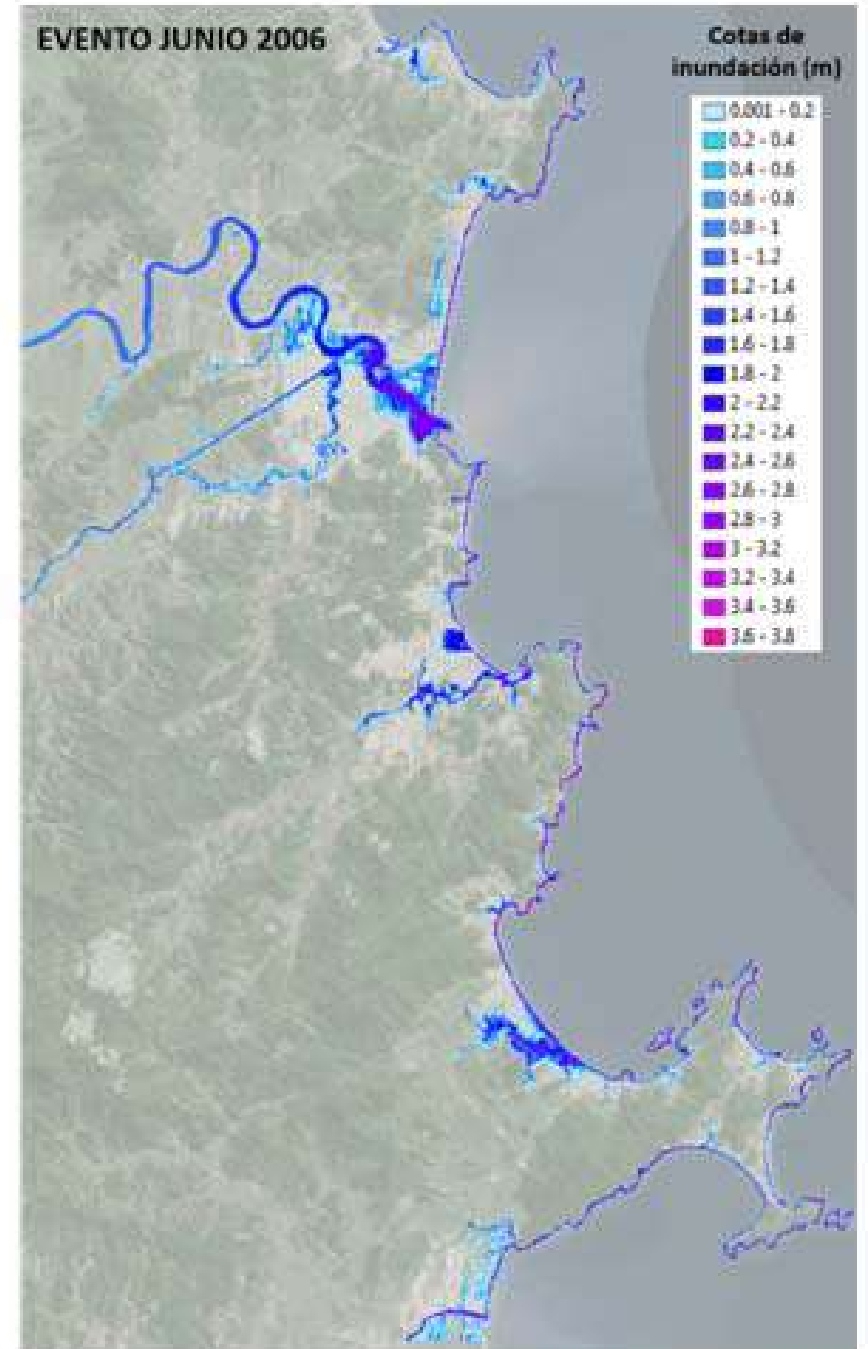 EVENTO JUNIO 2006
Cotas de
inundación (m)
0.001 - 0.2
0.2 - 0.4
0.4 - 0.6
0.6 - 0.8
0.8 - 1
1 - 1.2
1.2 - 1.4
1.4 - 1.6
1.6 - 1.8
1.8 - 2
2 - 2.2
2.2 - 2.4
2.4 - 2.6
2.6 - 2.8
2.8 - 3
3 - 3.2
3.2 - 3.4
3.4 - 3.6
3.6 - 3.8